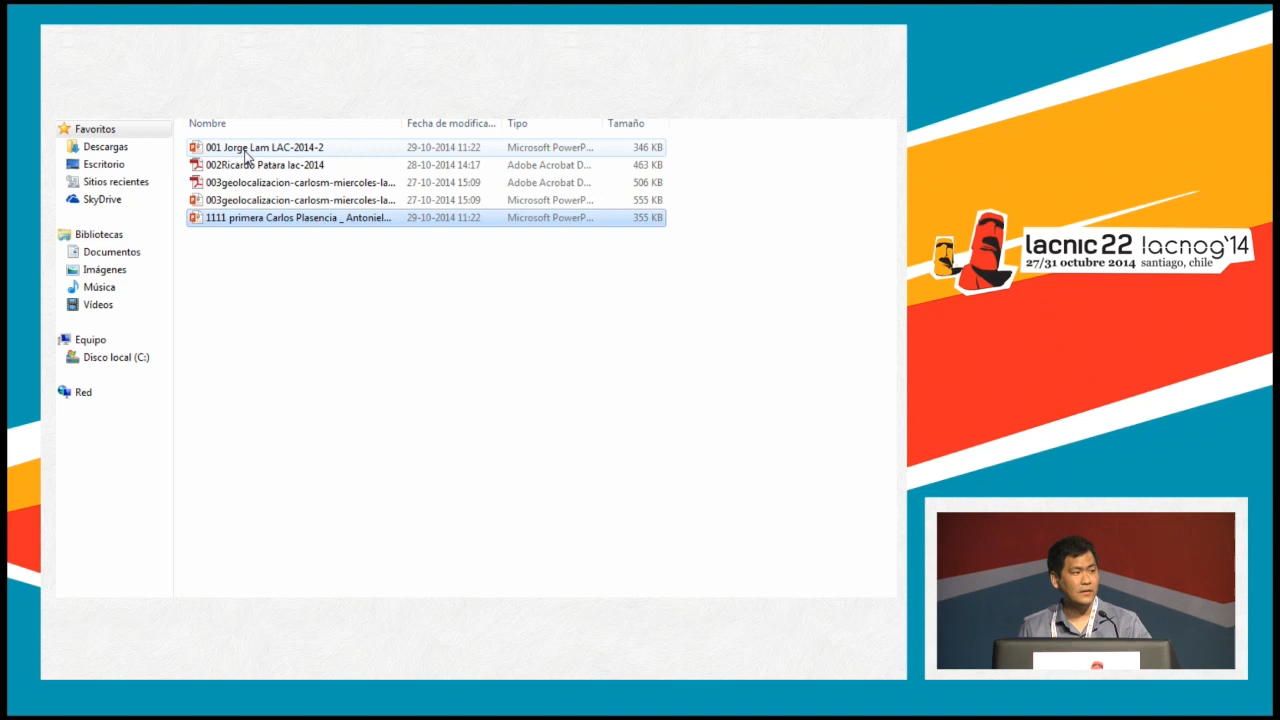 Nombre Fecha de modifica... Tipo Tamaño
Favoritos
Descargas
Escritorio
Sitios recientes
SkyDrive
Bibliotecas
Documentos
Imágenes
Música
Vídeos
Equipo
Disco local (C:)
Red
001 Jorge Lam LAC-2014-2 29-10-2014 11:22 Microsoft PowerP... 346 KB
002Ricardo Patara lac-2014 28-10-2014 14:17 Adobe Acrobat D... 463 KB
003geolocalizacion-carlosm-miercoles-la... 27-10-2014 15:09 Adobe Acrobat D... 506 KB
003geolocalizacion-carlosm-miercoles-la... 27-10-2014 15:09 Microsoft PowerP... 555 KB
1111 primera Carlos Plasencia _ Antoniel... 29-10-2014 11:22 Microsoft PowerP... 355 KB
lacnic 22 lacnog'14
27/31 octubre 2014 santiago, chile